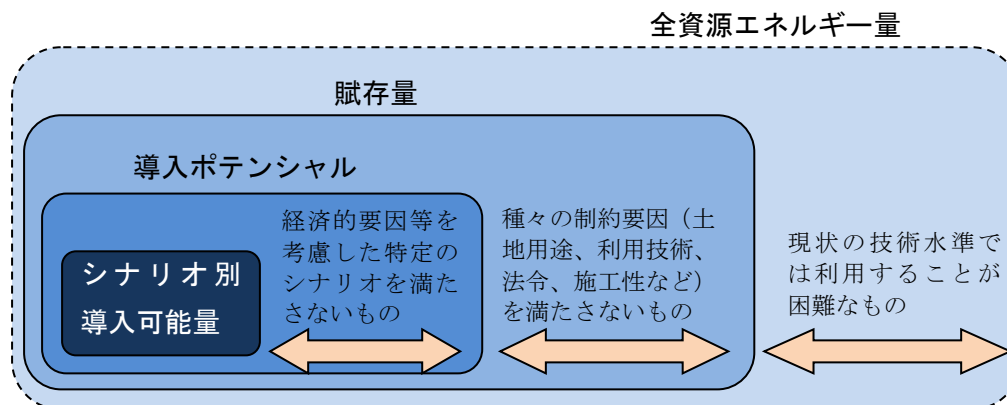 全資源エネルギー量
賦存量
導入ポテンシャル
シナリオ別
導入可能量
経済的要因等を
考慮した特定の
シナリオを満た
さないもの
種々の制約要因（土
地用途、利用技術、
法令、施工性など）
を満たさないもの
現状の技術水準で
は利用することが
困難なもの